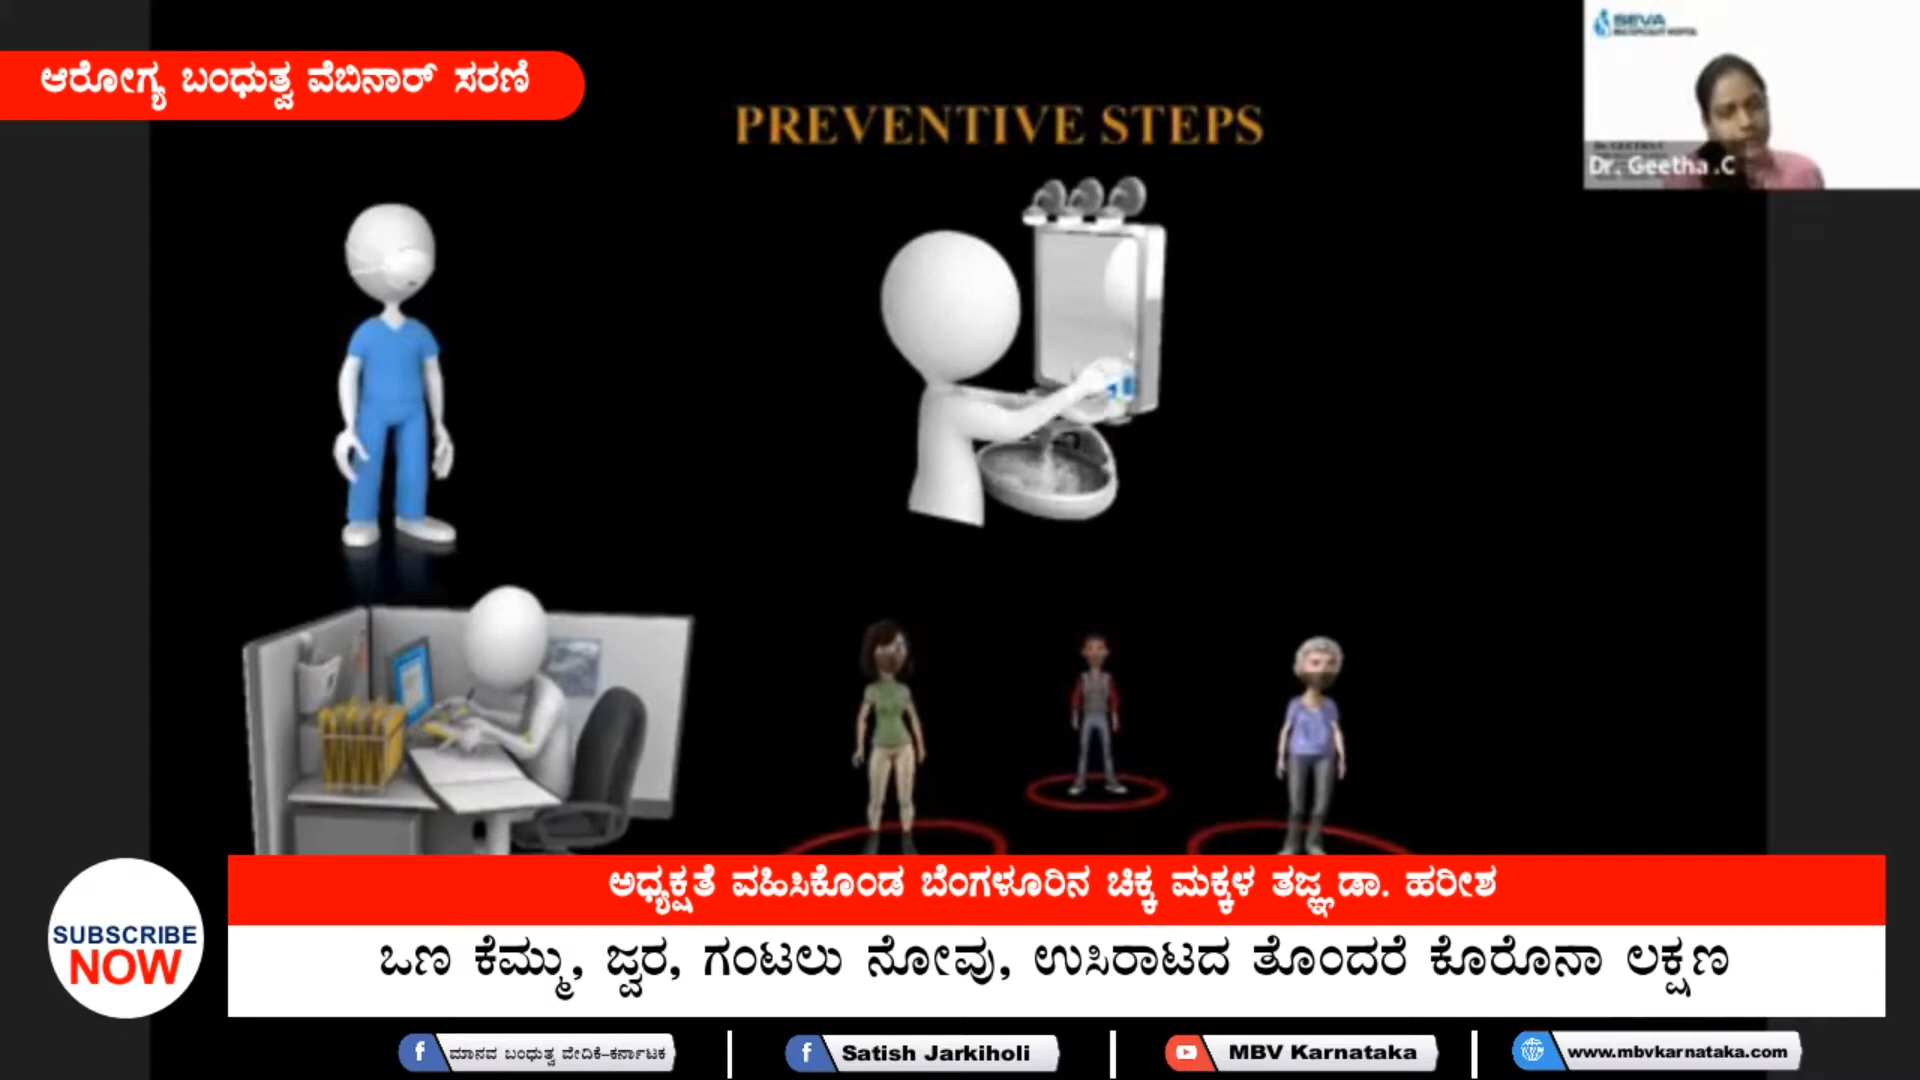 ಆರೋಗ್ಯ ಬಂಧುತ್ವ ವೆಬಿನಾರ್ ಸರಣಿ
PREVENTIVE STEPS
SEVA
Dr. Geetha .C
ಅಧ್ಯಕ್ಷತೆ ವಹಿಸಿಕೊಂಡ ಬೆಂಗಳೂರಿನ ಚಿಕ್ಕ ಮಕ್ಕಳ ತಜ್ಞ ಡಾ. ಹರೀಶ
SUBSCRIBE
NOW
ಒಣ ಕೆಮ್ಮು, ಜ್ವರ, ಗಂಟಲು ನೋವು, ಉಸಿರಾಟದ ತೊಂದರೆ ಕೊರೊನಾ ಲಕ್ಷಣ
ಮಾನವ ಬಂಧುತ್ವ ವೇದಿಕೆ-ಕರ್ನಾಟಕ
Satish Jarkiholi
MBV Karnataka
www.mbvkarnataka.com